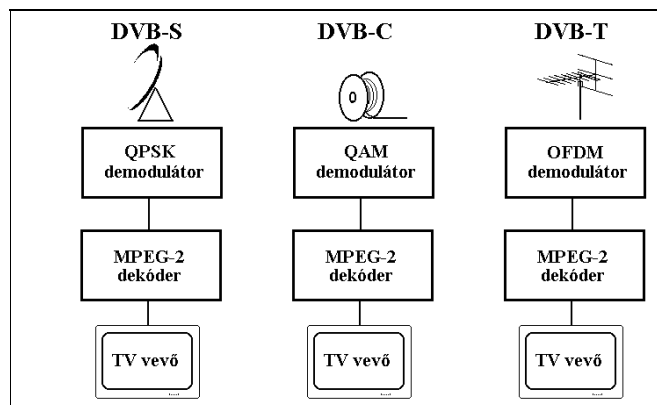 DVB-S
DVB-C
DVB-T
QPSK
demodulátor
QAM
demodulátor
OFDM
demodulátor
MPEG-2
dekóder
MPEG-2
dekóder
MPEG-2
dekóder
TV vevő
TV vevő
TV vevő